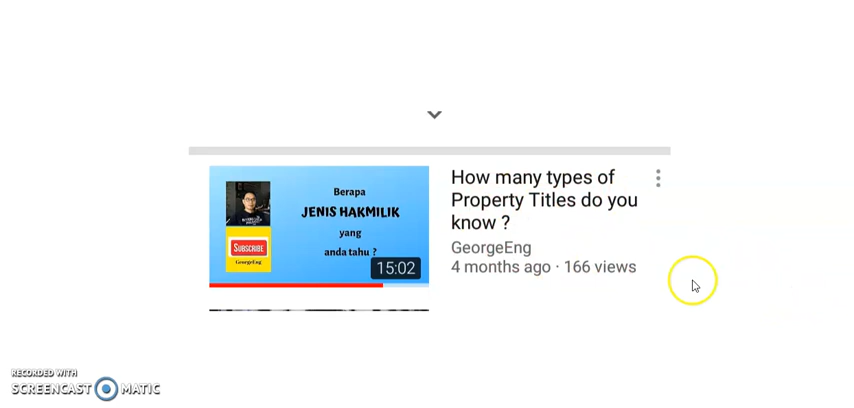 Berapa
JENIS HAKMILIK
yang
anda tahu ?
SUBSCRIBE
GeorgeEng
15:02
How many types of
Property Titles do you
know ?
GeorgeEng
4 months ago · 166 views
RECORDED WITH
SCREENCAST MATIC